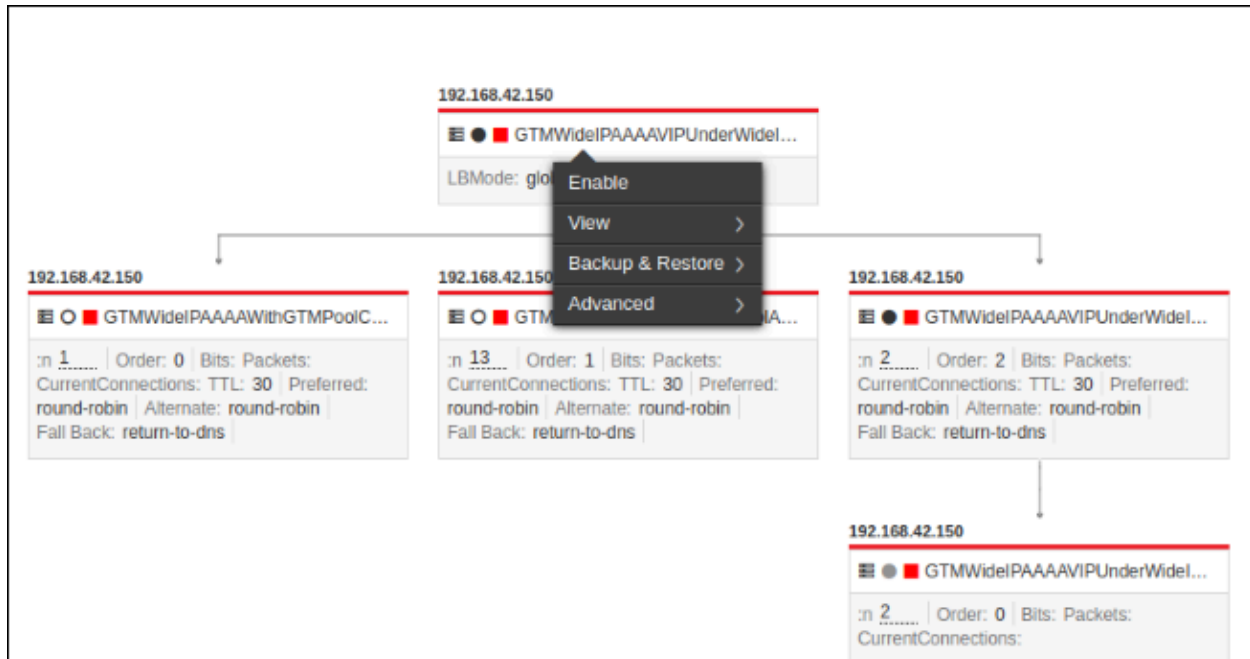 192.168.42.150
GTMWideIPAAAAVIPUnderWideI...
LBMode: glo
Enable
View
Backup & Restore
Advanced
192.168.42.150
GTMWideIPAAAAWithGTMPoolC...
:n 1 Order: 0 Bits: Packets:
CurrentConnections: TTL: 30 Preferred:
round-robin Alternate: round-robin
Fall Back: return-to-dns
192.168.42.150
GTM IA...
:n 13 Order: 1 Bits: Packets:
CurrentConnections: TTL: 30 Preferred:
round-robin Alternate: round-robin
Fall Back: return-to-dns
192.168.42.150
GTMWideIPAAAAVIPUnderWideI...
:n 2 Order: 2 Bits: Packets:
CurrentConnections: TTL: 30 Preferred:
round-robin Alternate: round-robin
Fall Back: return-to-dns
192.168.42.150
GTMWideIPAAAAVIPUnderWideI...
:n 2 Order: 0 Bits: Packets:
CurrentConnections: